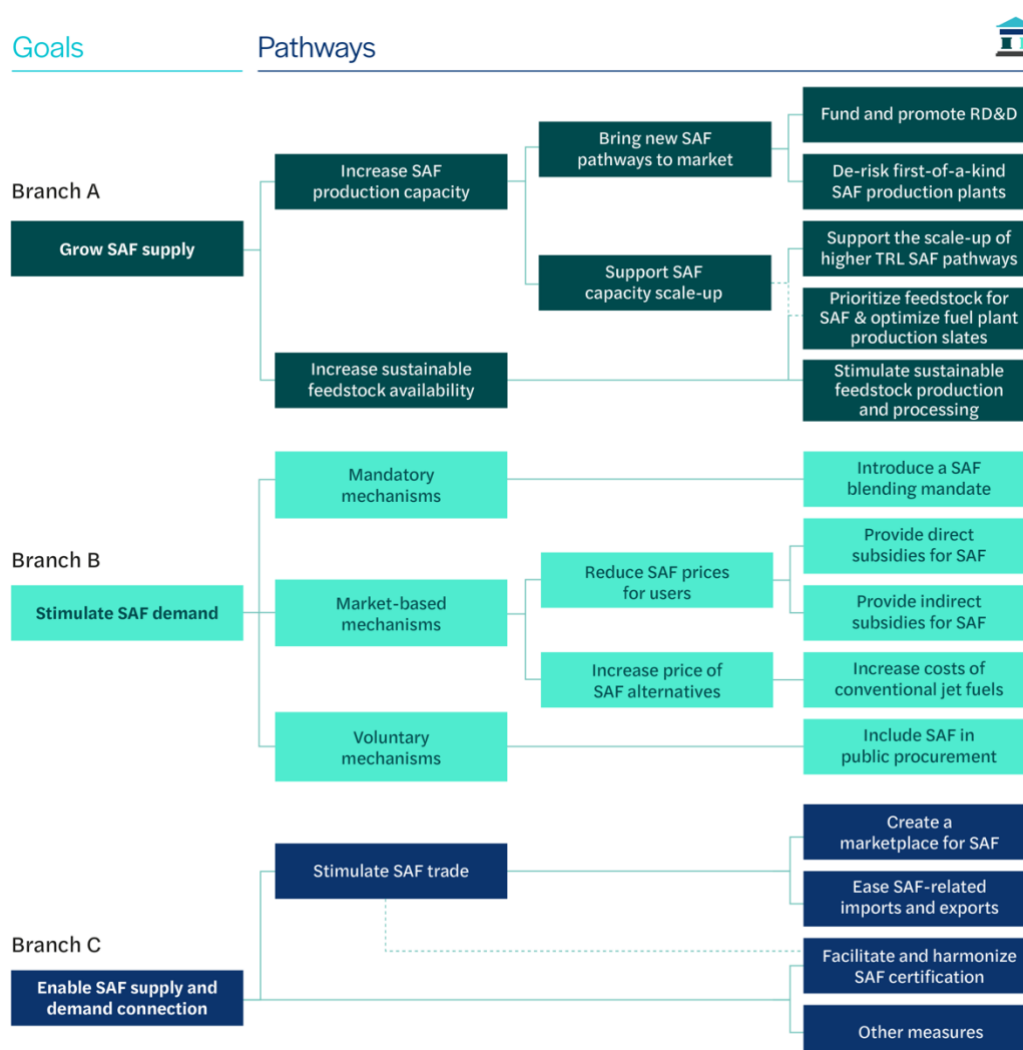 Goals
Pathways
Branch A
Grow SAF supply
Increase SAF
production capacity
Bring new SAF
pathways to market
Fund and promote RD&D
De-risk first-of-a-kind
SAF production plants
Support SAF
capacity scale-up
Support the scale-up of
higher TRL SAF pathways
Prioritize feedstock for
SAF & optimize fuel plant
production slates
Increase sustainable
feedstock availability
Stimulate sustainable
feedstock production
and processing
Branch B
Stimulate SAF demand
Mandatory
mechanisms
Introduce a SAF
blending mandate
Market-based
mechanisms
Reduce SAF prices
for users
Provide direct
subsidies for SAF
Provide indirect
subsidies for SAF
Increase price of
SAF alternatives
Increase costs of
conventional jet fuels
Voluntary
mechanisms
Include SAF in
public procurement
Branch C
Enable SAF supply and
demand connection
Stimulate SAF trade
Create a
marketplace for SAF
Ease SAF-related
imports and exports
Facilitate and harmonize
SAF certification
Other measures